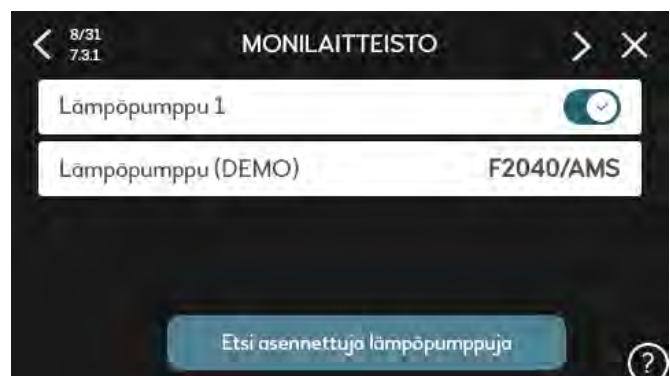 8/31
7.3.1
MONILAITTEISTO
Lämpöpumppu 1
Lämpöpumppu (DEMO) F2040/AMS
Etsi asennettuja lämpöpumppuja
?